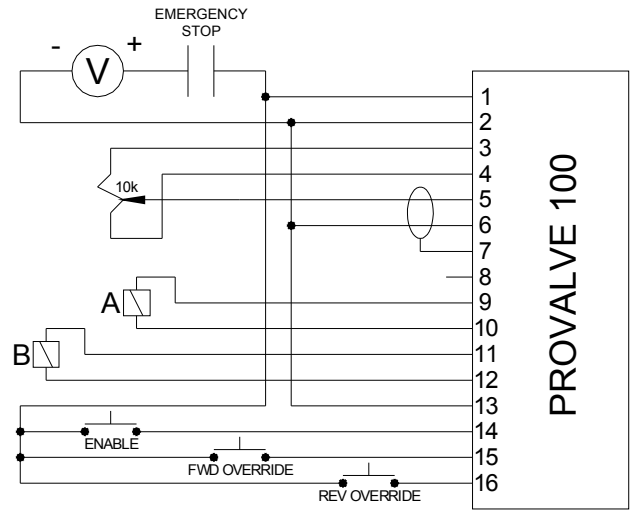 EMERGENCY
STOP
-
+
V
1
2
3
10k
4
5
6
7
8
A
9
10
B
11
12
13
ENABLE
14
FWD OVERRIDE
15
REV OVERRIDE
16
PROVALVE 100